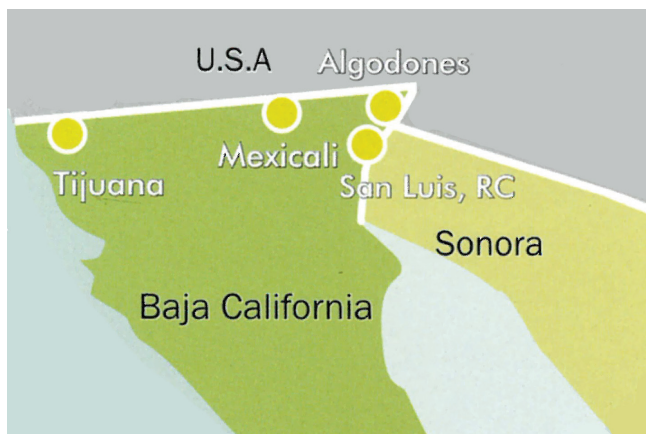 U.S.A
Algodones
Mexicali
Tijuana
San Luis, RC
Sonora
Baja California